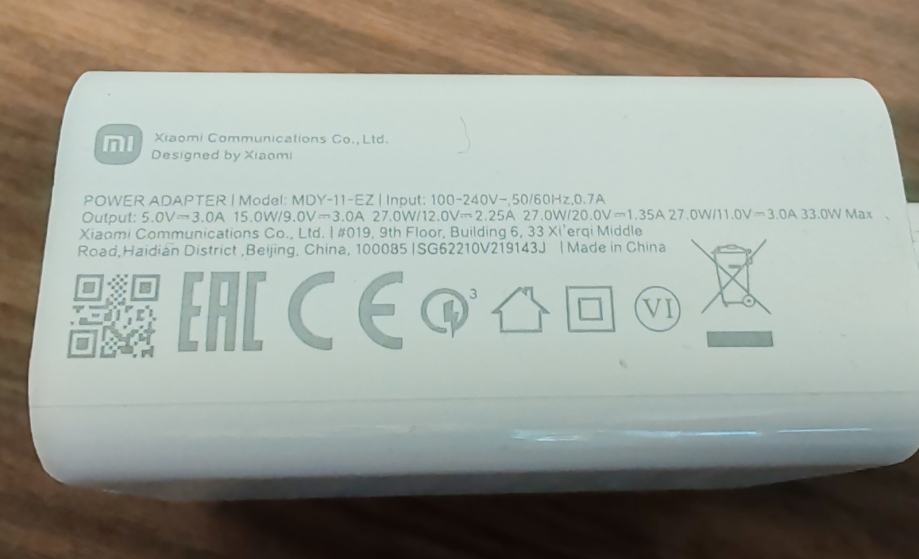 mi
Xiaomi Communications Co., Ltd.
Designed by Xiaomi
POWER ADAPTER | Model: MDY-11-EZ | Input: 100-240V~,50/60Hz,0.7A
Output: 5.0V⎓3.0A 15.0W/9.0V⎓3.0A 27.0W/12.0V⎓2.25A 27.0W/20.0V⎓1.35A 27.0W/11.0V⎓3.0A 33.0W Max
Xiaomi Communications Co., Ltd. | #019, 9th Floor, Building 6, 33 Xi'erqi Middle
Road,Haidian District ,Beijing, China, 100085 |SG62210V219143J | Made in China
EAC CE 3 VI